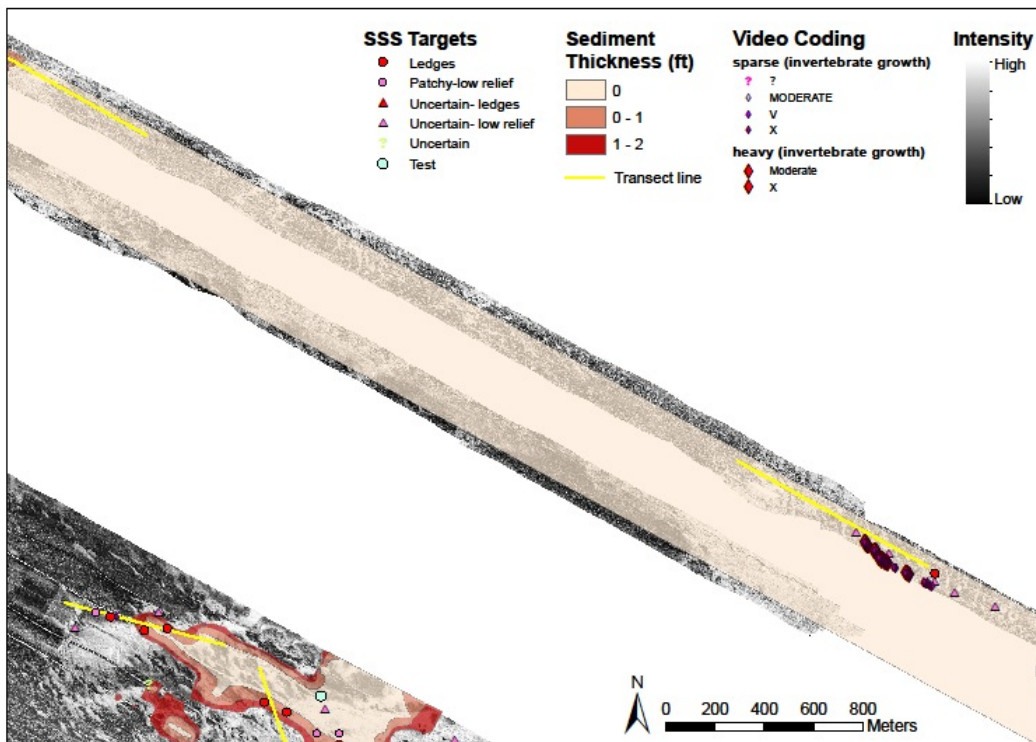 SSS Targets
Ledges
Patchy-low relief
Uncertain- ledges
Uncertain- low relief
Uncertain
Test
Sediment
Thickness (ft)
0
0 - 1
1 - 2
Transect line
Video Coding
sparse (invertebrate growth)
? ?
MODERATE
V
X
heavy (invertebrate growth)
Moderate
X
Intensity
High
Low
N
0 200 400 600 800
Meters